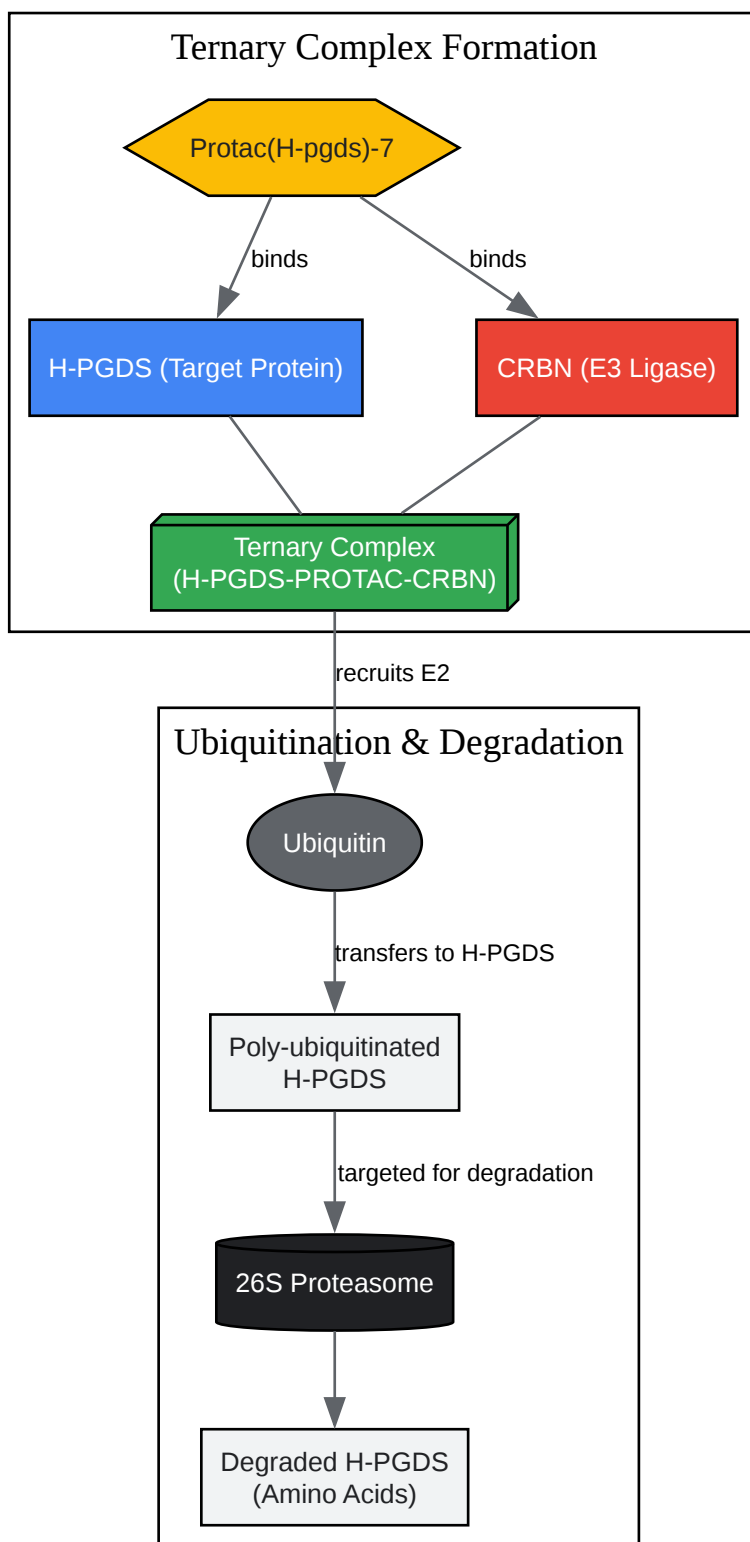 Ternary Complex Formation
Protac(H-pgds)-7
binds
binds
H-PGDS (Target Protein)
CRBN (E3 Ligase)
Ternary Complex
(H-PGDS-PROTAC-CRBN)
recruits E2
Ubiquitination & Degradation
Ubiquitin
transfers to H-PGDS
Poly-ubiquitinated
H-PGDS
targeted for degradation
26S Proteasome
Degraded H-PGDS
(Amino Acids)